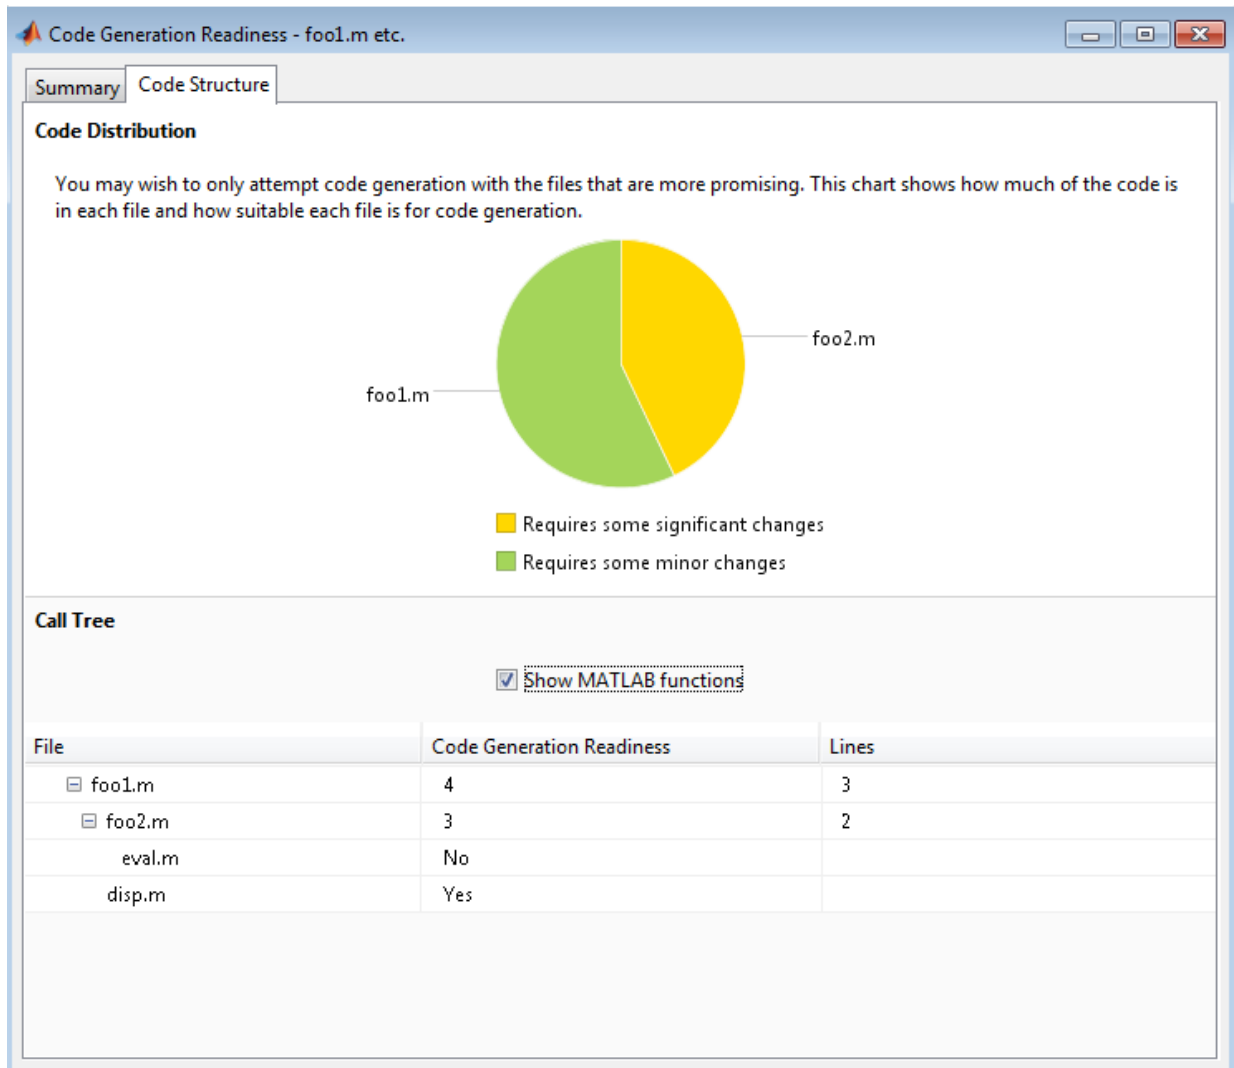 Code Generation Readiness - foo1.m etc.
Summary Code Structure
Code Distribution
You may wish to only attempt code generation with the files that are more promising. This chart shows how much of the code is
in each file and how suitable each file is for code generation.
foo2.m
foo1.m
Requires some significant changes
Requires some minor changes
Call Tree
Show MATLAB functions
File Code Generation Readiness Lines
foo1.m 4 3
foo2.m 3 2
eval.m No
disp.m Yes